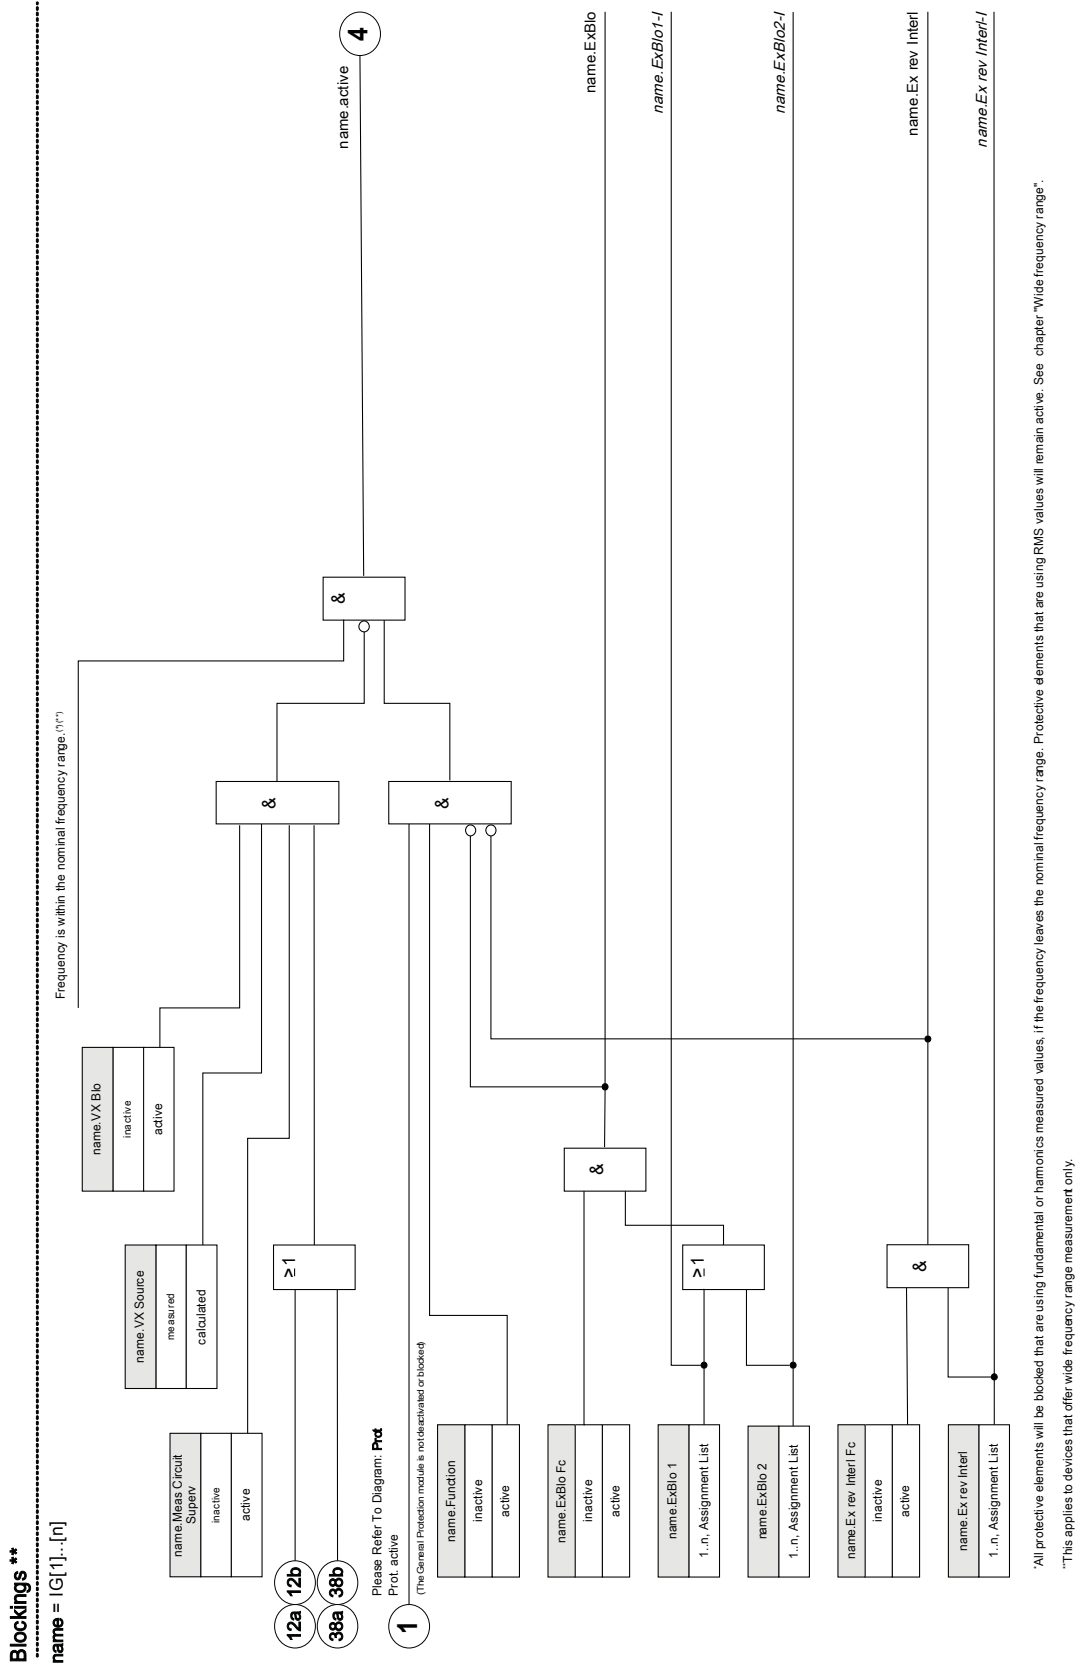 Blockings **
name = IG[1]...[n]
Frequency is within the nominal frequency range.(*)(**)
name.VX Blo
inactive
active
name.VX Source
measured
calculated
name.Meas Circuit
Superv
inactive
active
12a
12b
38a
38b
≥1
&
&
&
name.active
4
Please Refer To Diagram: Prot
Prot. active
1
(The General Protection module is not deactivated or blocked)
name.Function
inactive
active
name.ExBlo Fc
inactive
active
&
name.ExBlo
name.ExBlo 1
1..n, Assignment List
name.ExBlo1-I
≥1
name.ExBlo 2
1..n, Assignment List
name.ExBlo2-I
name.Ex rev Interl Fc
inactive
active
&
name.Ex rev Interl
name.Ex rev Interl
1..n, Assignment List
name.Ex rev Interl-I
*All protective elements will be blocked that are using fundamental or harmonics measured values, if the frequency leaves the nominal frequency range. Protective elements that are using RMS values will remain active. See chapter "Wide frequency range".
**This applies to devices that offer wide frequency range measurement only.